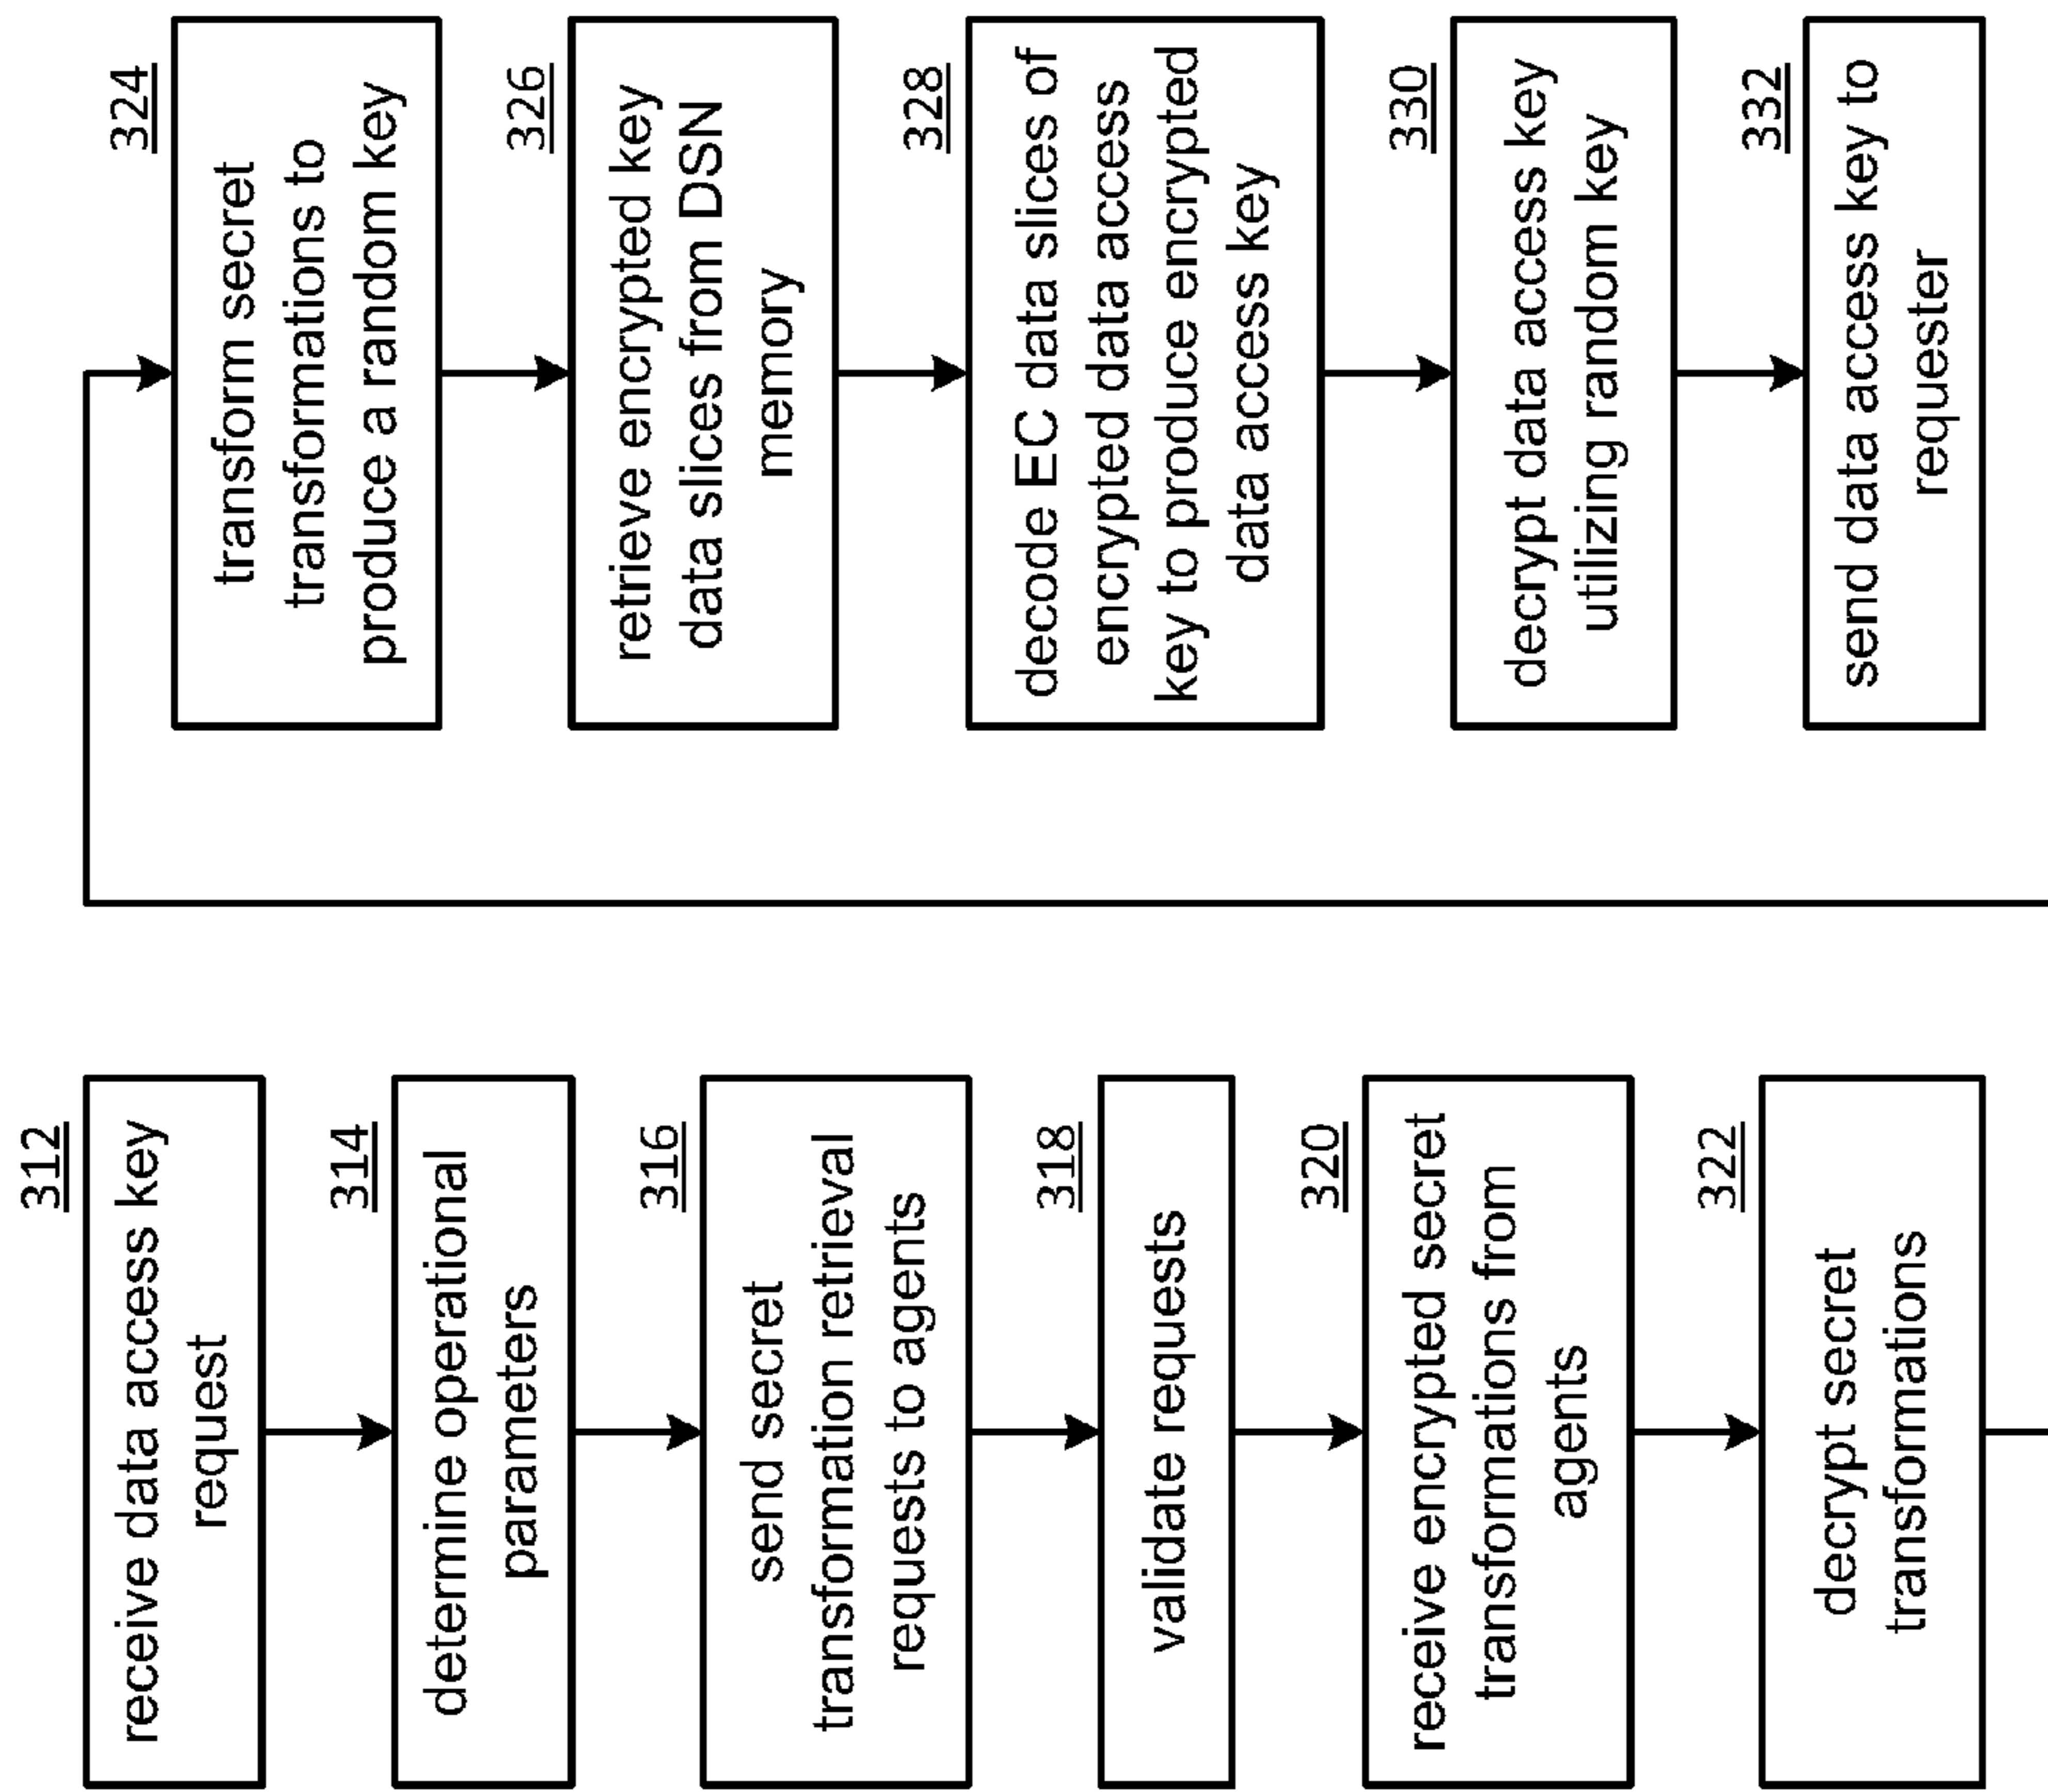 312
receive data access key
request
314
determine operational
parameters
316
send secret
transformation retrieval
requests to agents
318
validate requests
320
receive encrypted secret
transformations from
agents
322
decrypt secret
transformations
324
transform secret
transformations to
produce a random key
326
retrieve encrypted key
data slices from DSN
memory
328
decode EC data slices of
encrypted data access
key to produce encrypted
data access key
330
decrypt data access key
utilizing random key
332
send data access key to
requester